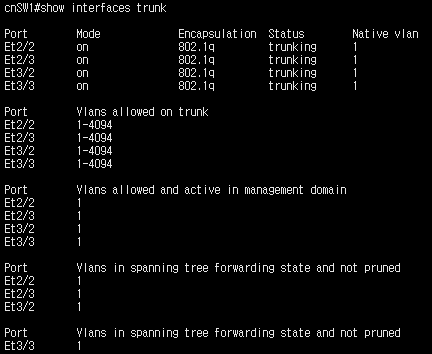 cnSW1#show interfaces trunk
Port Mode Encapsulation Status Native vlan
Et2/2 on 802.1q trunking 1
Et2/3 on 802.1q trunking 1
Et3/2 on 802.1q trunking 1
Et3/3 on 802.1q trunking 1
Port Vlans allowed on trunk
Et2/2 1-4094
Et2/3 1-4094
Et3/2 1-4094
Et3/3 1-4094
Port Vlans allowed and active in management domain
Et2/2 1
Et2/3 1
Et3/2 1
Et3/3 1
Port Vlans in spanning tree forwarding state and not pruned
Et2/2 1
Et2/3 1
Et3/2 1
Port Vlans in spanning tree forwarding state and not pruned
Et3/3 1